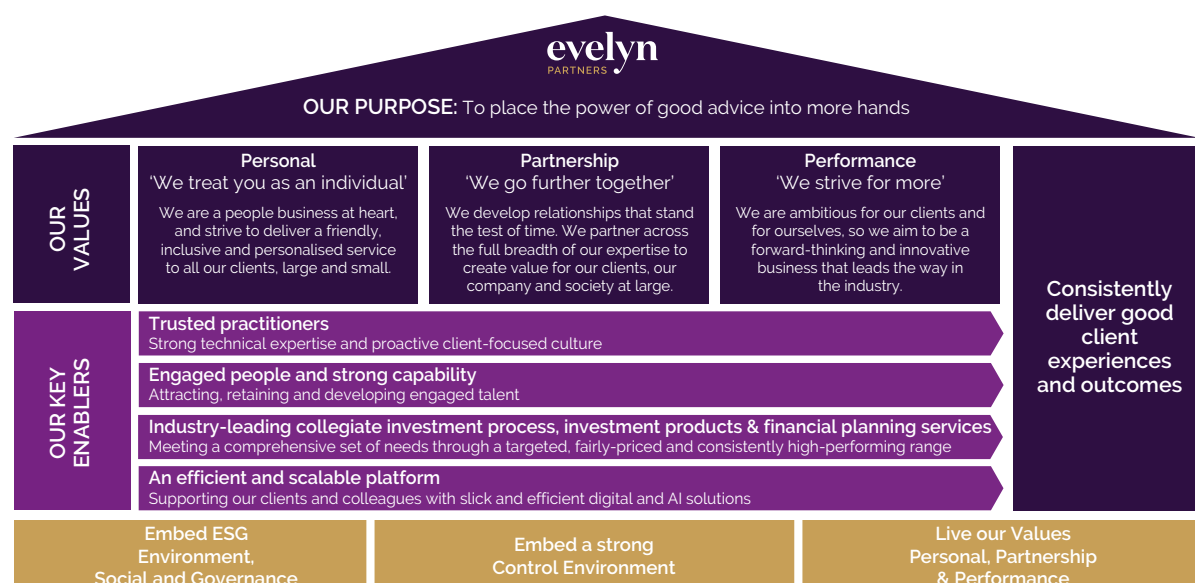 evelyn
PARTNERS
OUR PURPOSE: To place the power of good advice into more hands
OUR
VALUES
Personal
‘We treat you as an individual’
We are a people business at heart,
and strive to deliver a friendly,
inclusive and personalised service
to all our clients, large and small.
Partnership
‘We go further together’
We develop relationships that stand
the test of time. We partner across
the full breadth of our expertise to
create value for our clients, our
company and society at large.
Performance
‘We strive for more’
We are ambitious for our clients and
for ourselves, so we aim to be a
forward-thinking and innovative
business that leads the way in
the industry.
OUR KEY
ENABLERS
Trusted practitioners
Strong technical expertise and proactive client-focused culture
Engaged people and strong capability
Attracting, retaining and developing engaged talent
Industry-leading collegiate investment process, investment products & financial planning services
Meeting a comprehensive set of needs through a targeted, fairly-priced and consistently high-performing range
An efficient and scalable platform
Supporting our clients and colleagues with slick and efficient digital and AI solutions
Consistently
deliver good
client
experiences
and outcomes
Embed ESG
Environment,
Social and Governance
Embed a strong
Control Environment
Live our Values
Personal, Partnership
& Performance